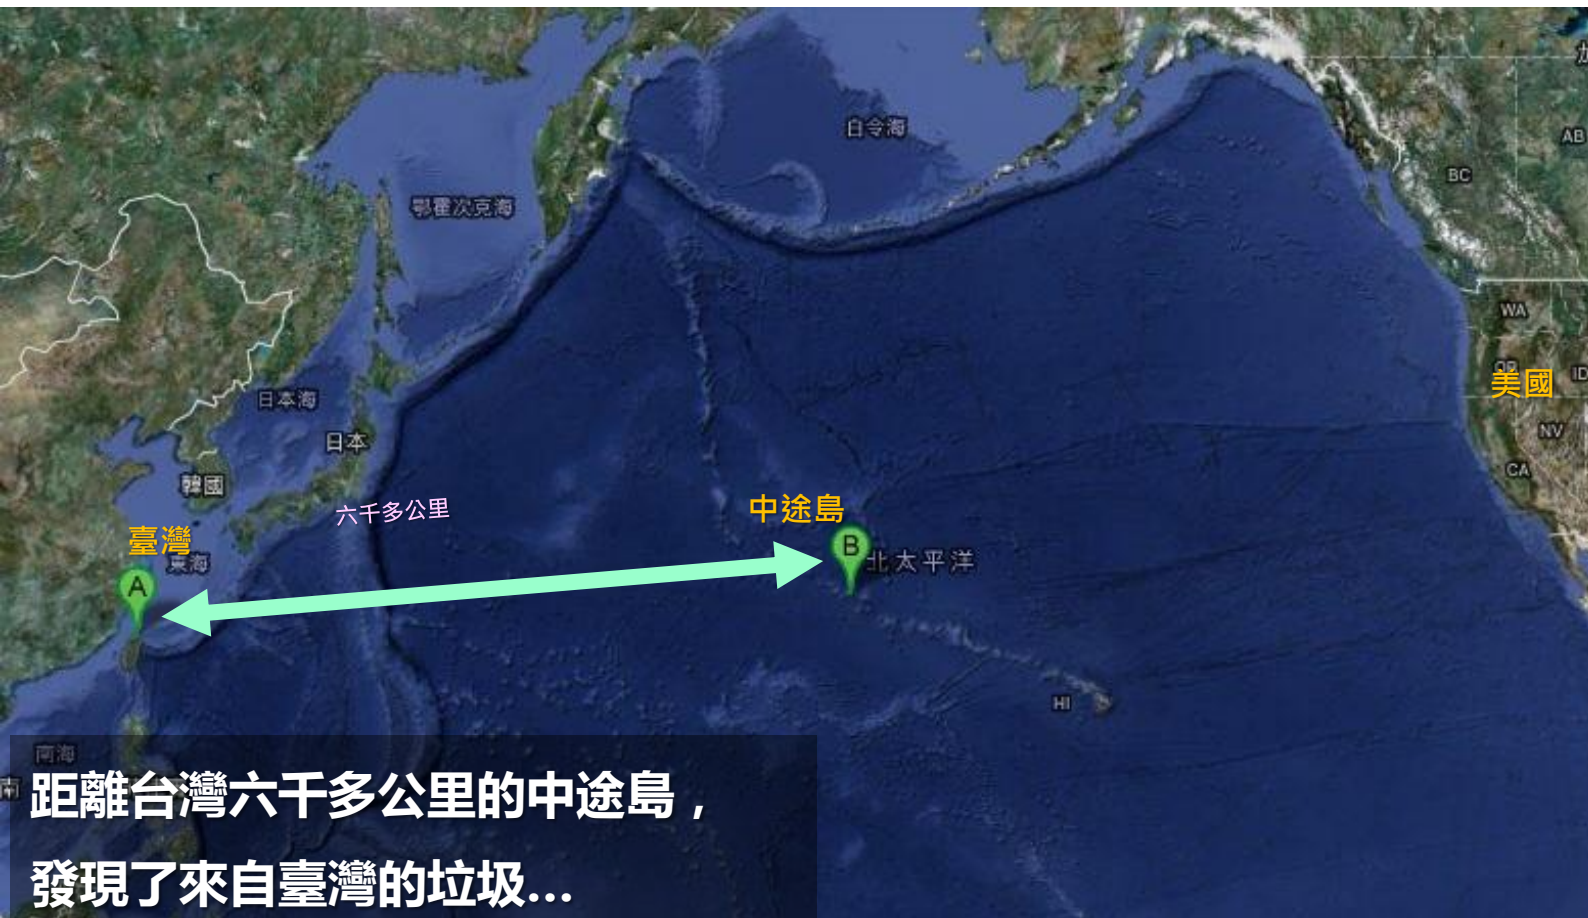 白令海
AB
BC
鄂霍次克海
WA
OR
美國
ID
日本海
NV
日本
CA
韓國
六千多公里
中途島
臺灣
東海
B
北太平洋
A
HI
南海
距離台灣六千多公里的中途島，
發現了來自臺灣的垃圾...